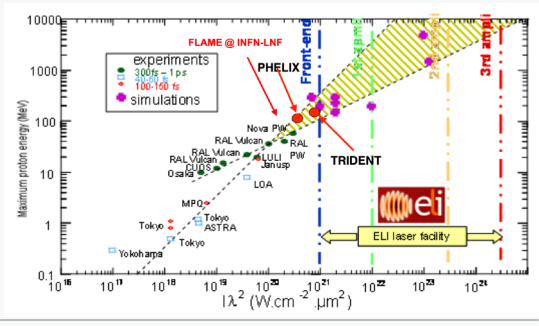 10000
1000
100
10
1
0.1
Maximum proton energy (MeV)
experiments
300fs – 1 ps
40-60 fs
100-150 fs
simulations
FLAME @ INFN-LNF
PHELIX
TRIDENT
Front-end
3rd ampli
Nova PW
RAL Vulcan
RAL
PW
RAL Vulcan
RAL Vulcan
CUOS
Osaka
LULI
Janusp
LOA
MPQ
Tokyo
Tokyo
ASTRA
Tokyo
Yokohama
eli
ELI laser facility
10^16
10^17
10^18
10^19
10^20
10^21
10^22
10^23
10^24
Iλ² (W.cm⁻².µm²)